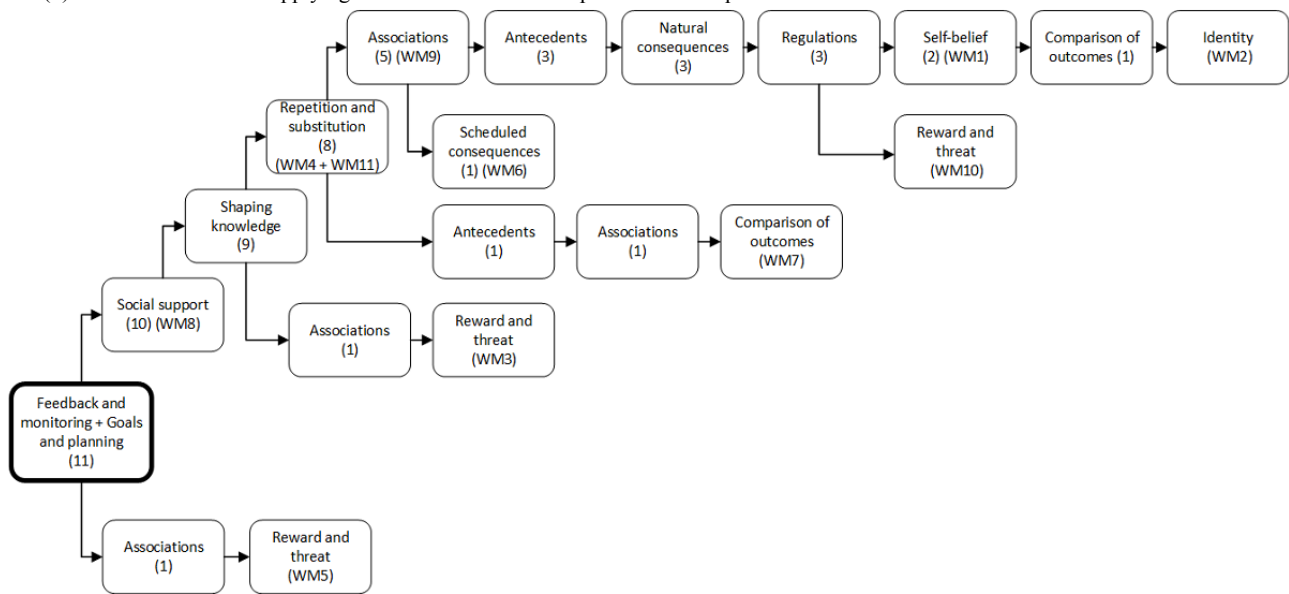 Associations
(5) (WM9)
Antecedents
(3)
Natural
consequences
(3)
Regulations
(3)
Self-belief
(2) (WM1)
Comparison of
outcomes (1)
Identity
(WM2)
Repetition and
substitution
(8)
(WM4 + WM11)
Scheduled
consequences
(1) (WM6)
Reward and
threat
(WM10)
Shaping
knowledge
(9)
Antecedents
(1)
Associations
(1)
Comparison of
outcomes
(WM7)
Social support
(10) (WM8)
Associations
(1)
Reward and
threat
(WM3)
Feedback and
monitoring + Goals
and planning
(11)
Associations
(1)
Reward and
threat
(WM5)